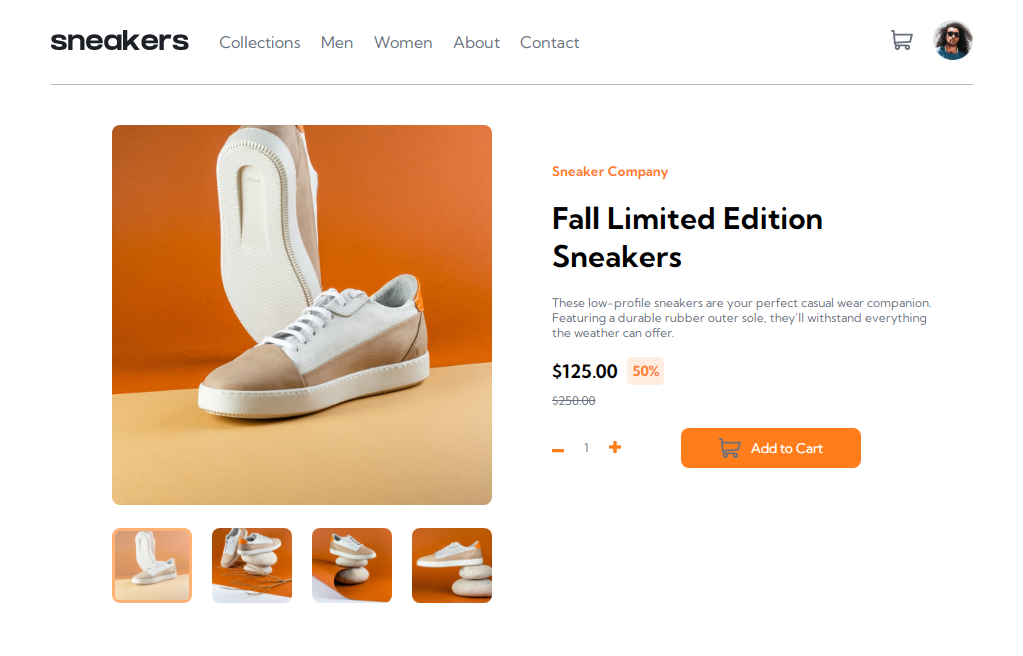 sneakers Collections Men Women About Contact
Sneaker Company
Fall Limited Edition
Sneakers
These low-profile sneakers are your perfect casual wear companion.
Featuring a durable rubber outer sole, they'll withstand everything
the weather can offer.
$125.00 50%
$250.00
1 Add to Cart